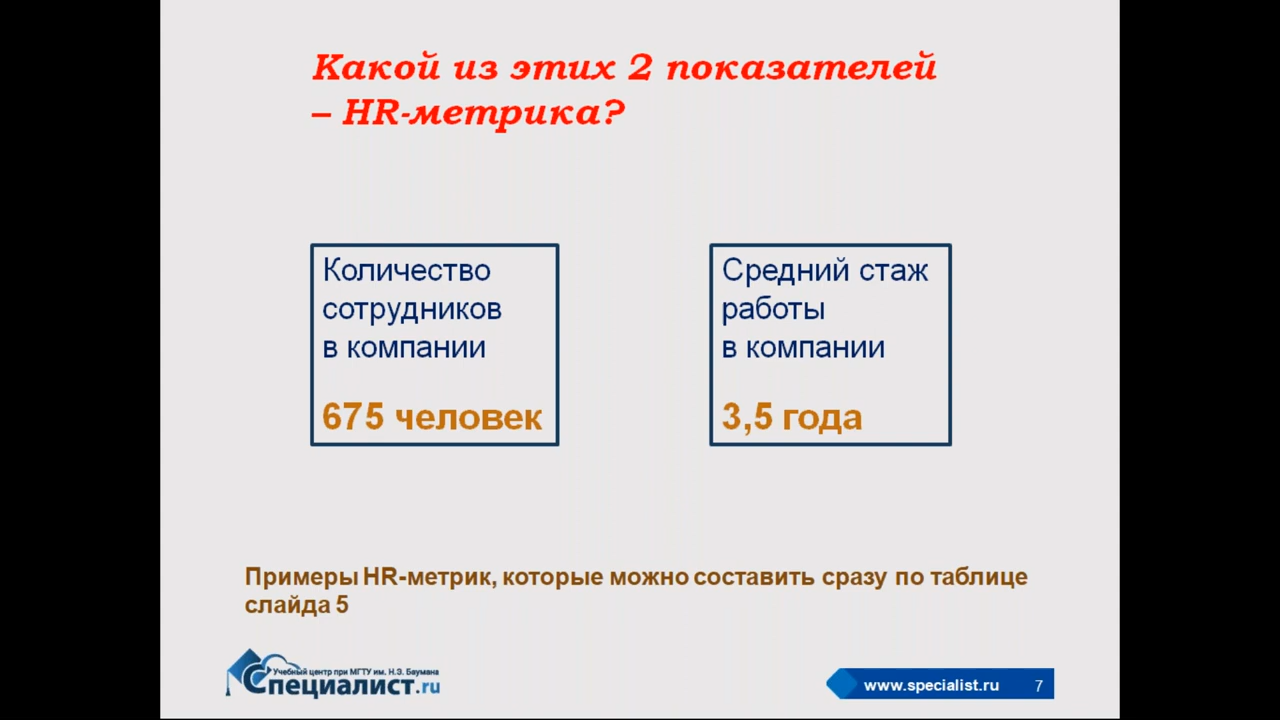 Какой из этих 2 показателей
– HR-метрика?
Количество
сотрудников
в компании
675 человек
Средний стаж
работы
в компании
3,5 года
Примеры HR-метрик, которые можно составить сразу по таблице
слайда 5
Учебный центр при МГТУ им. Н.Э. Баумана
Специалист.ru
www.specialist.ru 7